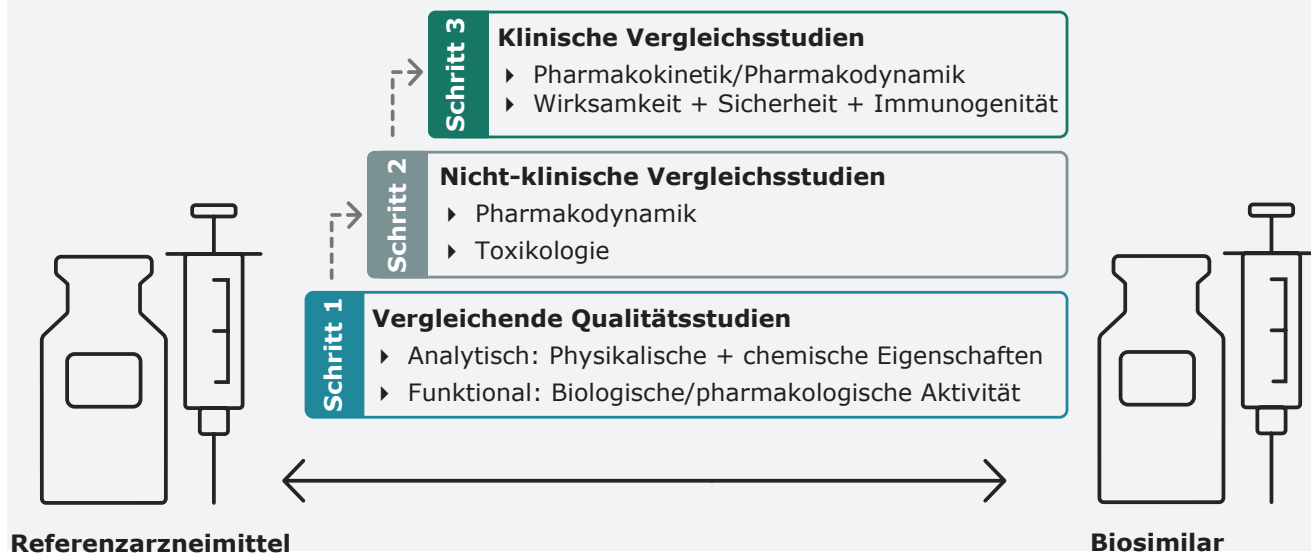 Schritt 3
Klinische Vergleichsstudien
Pharmakokinetik/Pharmakodynamik
Wirksamkeit + Sicherheit + Immunogenität
Schritt 2
Nicht-klinische Vergleichsstudien
Pharmakodynamik
Toxikologie
Schritt 1
Vergleichende Qualitätsstudien
Analytisch: Physikalische + chemische Eigenschaften
Funktional: Biologische/pharmakologische Aktivität
Referenzarzneimittel
Biosimilar